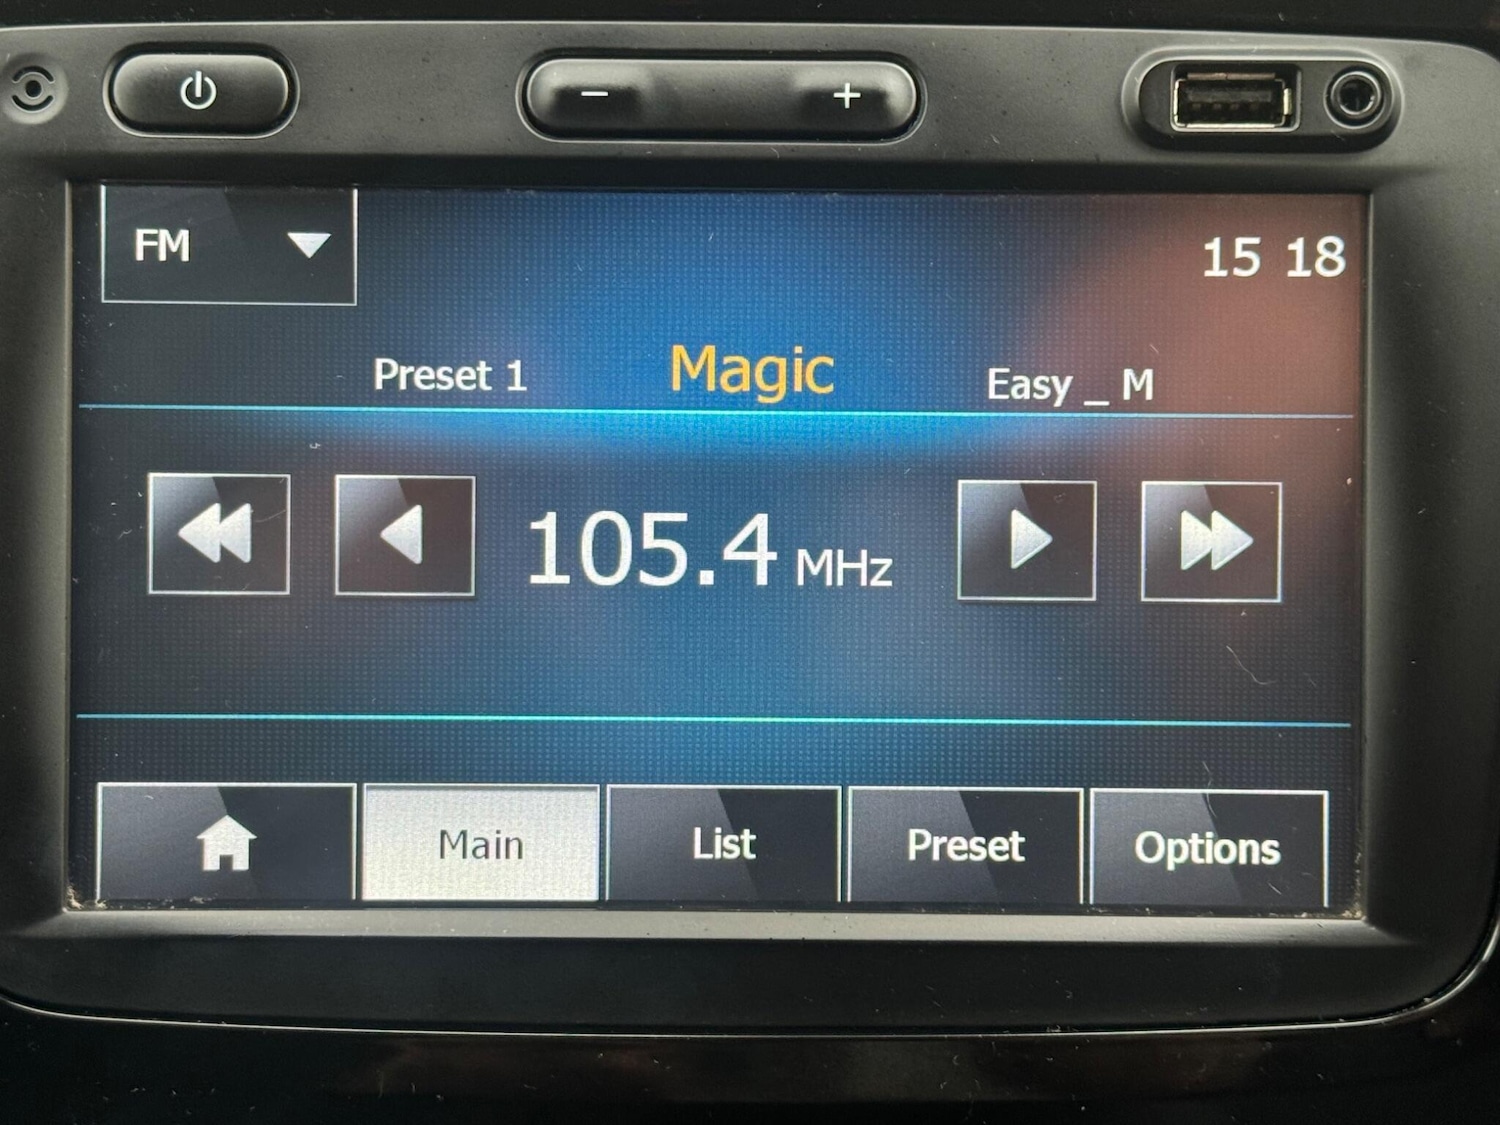 FM
15 18
Preset 1
Magic
Easy _ M
105.4 MHz
Main
List
Preset
Options